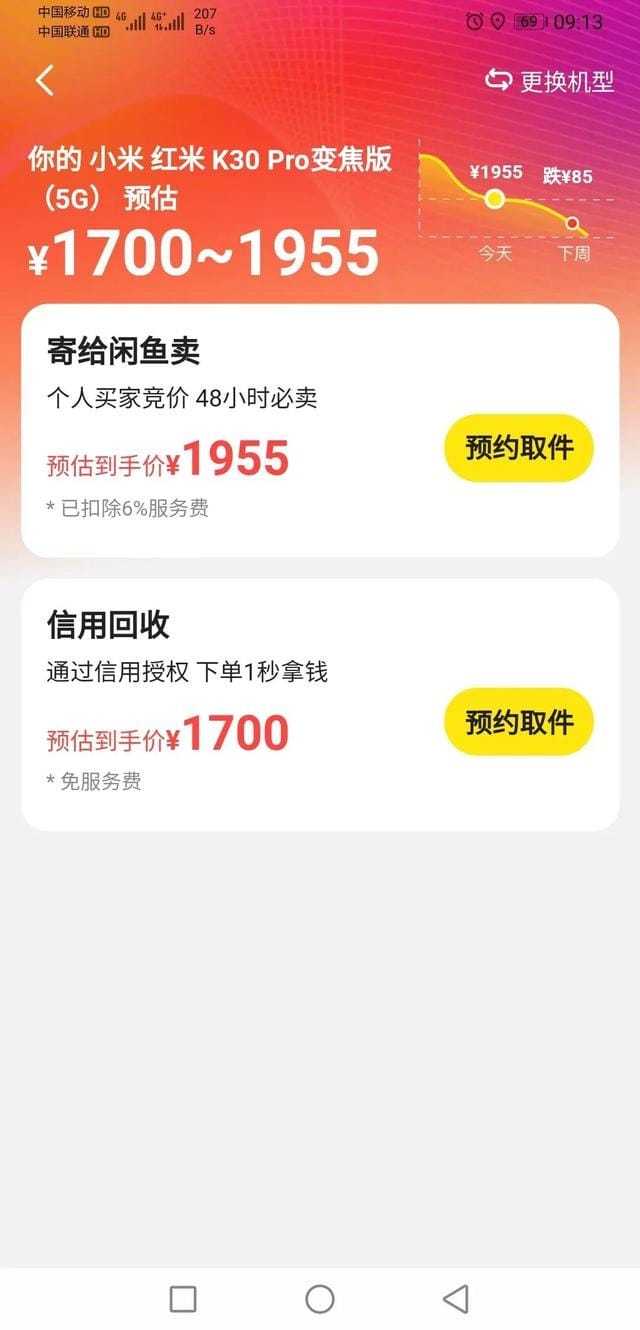 中国移动 HD 4G 4G+ 207
中国联通 HD B/s
69 09:13
更换机型
你的 小米 红米 K30 Pro变焦版
（5G） 预估
¥1700~1955
¥1955 跌¥85
今天 下周
寄给闲鱼卖
个人买家竞价 48小时必卖
预估到手价¥1955
预约取件
* 已扣除6%服务费
信用回收
通过信用授权 下单1秒拿钱
预估到手价¥1700
预约取件
* 免服务费